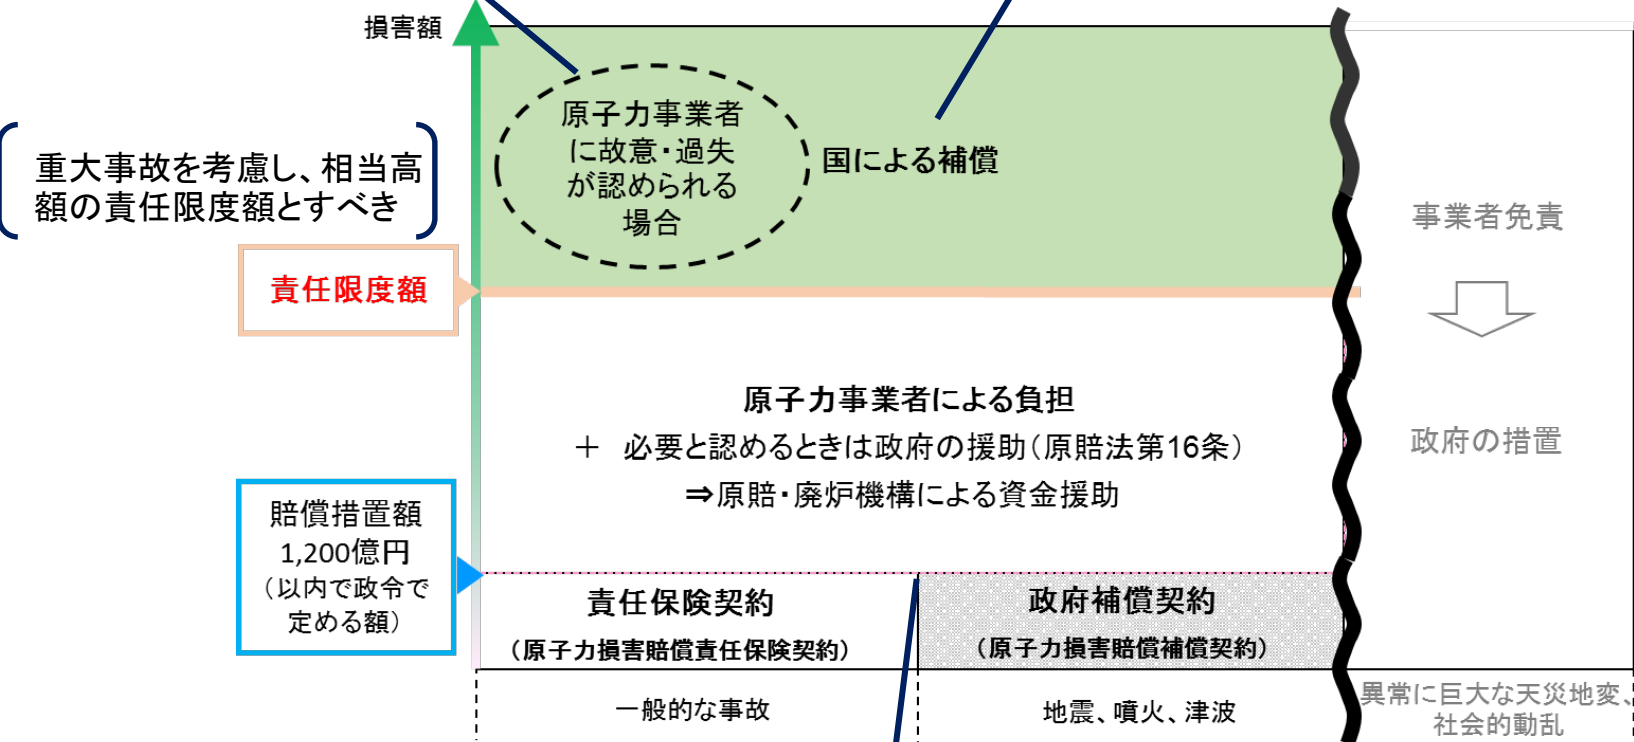 損害額
原子力事業者
に故意・過失
が認められる
場合
国による補償
重大事故を考慮し、相当高
額の責任限度額とすべき
責任限度額
事業者免責
原子力事業者による負担
＋　必要と認めるときは政府の援助（原賠法第16条）
⇒原賠・廃炉機構による資金援助
政府の措置
賠償措置額
1,200億円
（以内で政令で
定める額）
責任保険契約
（原子力損害賠償責任保険契約）
政府補償契約
（原子力損害賠償補償契約）
一般的な事故
地震、噴火、津波
異常に巨大な天災地変、
社会的動乱